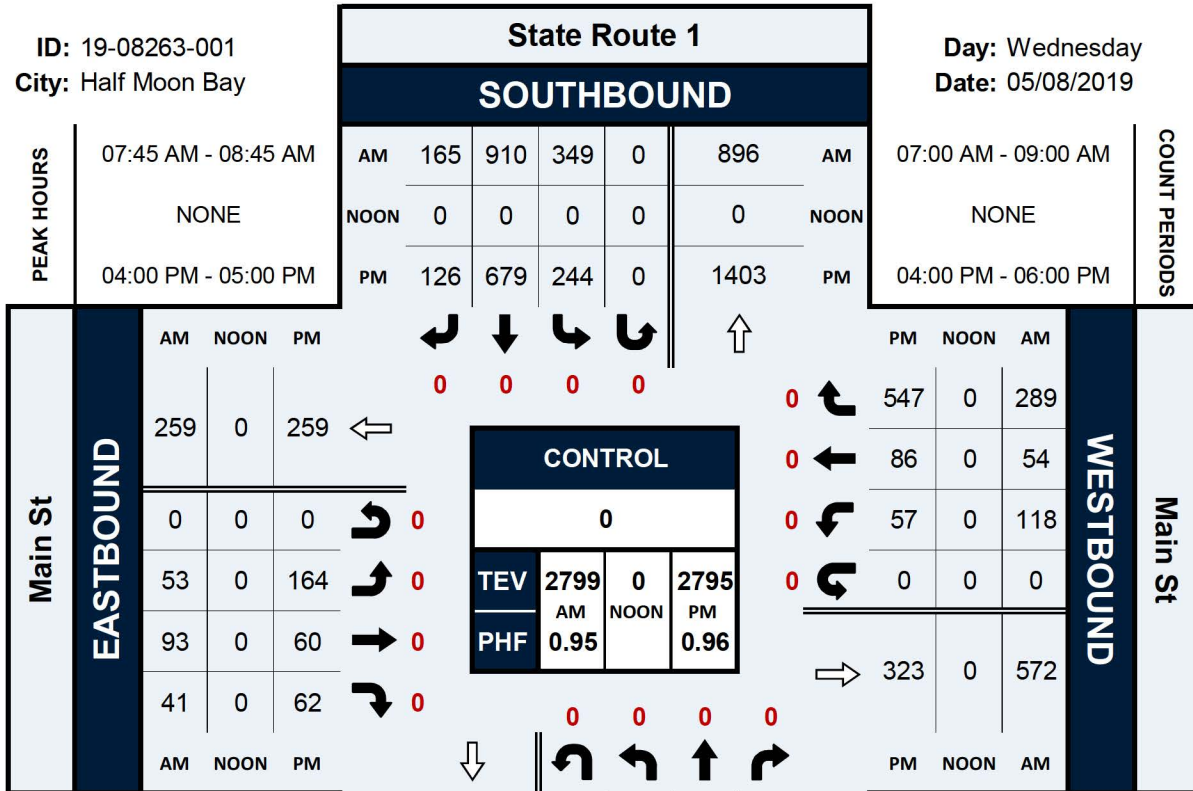 ID: 19-08263-001
City: Half Moon Bay
State Route 1
SOUTHBOUND
Day: Wednesday
Date: 05/08/2019
PEAK HOURS
07:45 AM - 08:45 AM
NONE
04:00 PM - 05:00 PM
AM 165 910 349 0 896 AM
NOON 0 0 0 0 0 NOON
PM 126 679 244 0 1403 PM
07:00 AM - 09:00 AM
NONE
04:00 PM - 06:00 PM
COUNT PERIODS
0 0 0 0
Main St
EASTBOUND
AM NOON PM
259 0 259
0 0 0 0
53 0 164 0
93 0 60 0
41 0 62 0
AM NOON PM
CONTROL
0
TEV 2799 0 2795
AM NOON PM
PHF 0.95 0.96
PM NOON AM
0 547 0 289
0 86 0 54
0 57 0 118
0 0 0 0
323 0 572
PM NOON AM
WESTBOUND
Main St
0 0 0 0